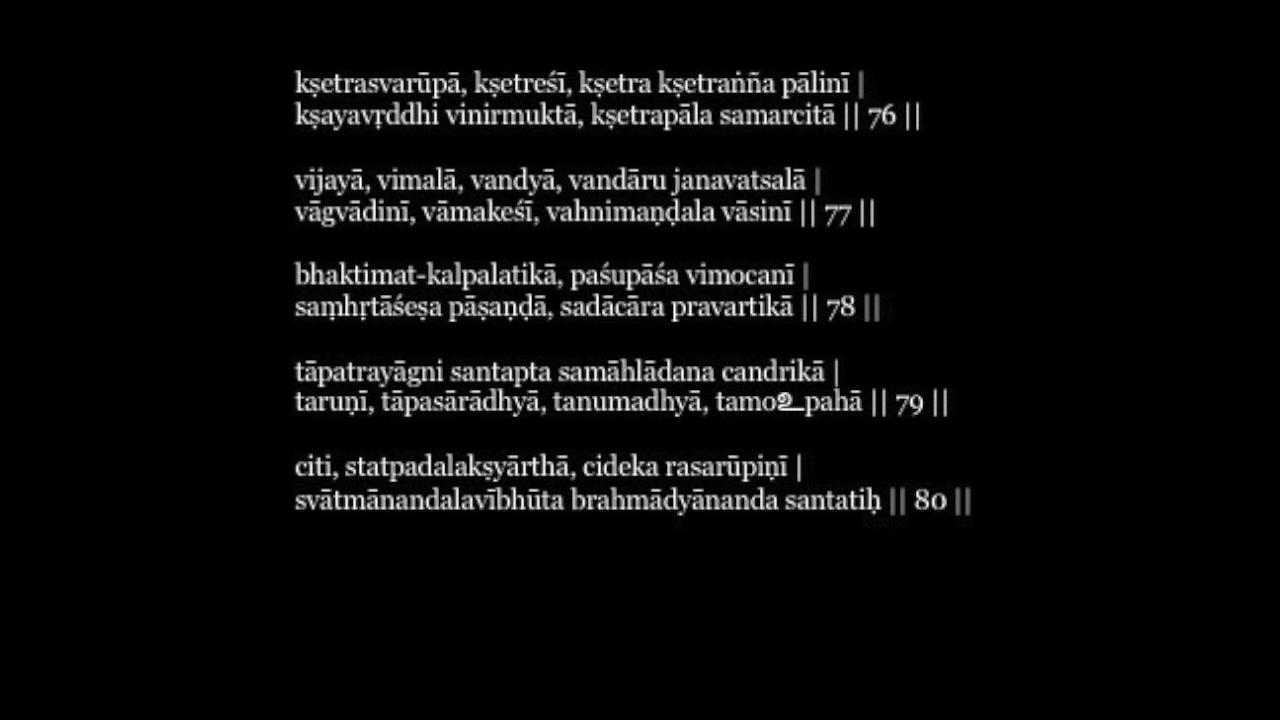 kṣetrasvarūpā, kṣetreśī, kṣetra kṣetraṅña pālinī |
kṣayavṛddhi vinirmuktā, kṣetrapāla samarcitā || 76 ||
vijayā, vimalā, vandyā, vandāru janavatsalā |
vāgvādinī, vāmakeśī, vahnimaṇḍala vāsinī || 77 ||
bhaktimat-kalpalatikā, paśupāśa vimocanī |
saṃhṛtāśeṣa pāṣaṇḍā, sadācāra pravartikā || 78 ||
tāpatrayāgni santapta samāhlādana candrikā |
taruṇī, tāpasārādhyā, tanumadhyā, tamoഉpahā || 79 ||
citi, statpadalakṣyārthā, cideka rasarūpiṇī |
svātmānandalavībhūta brahmādyānanda santatiḥ || 80 ||